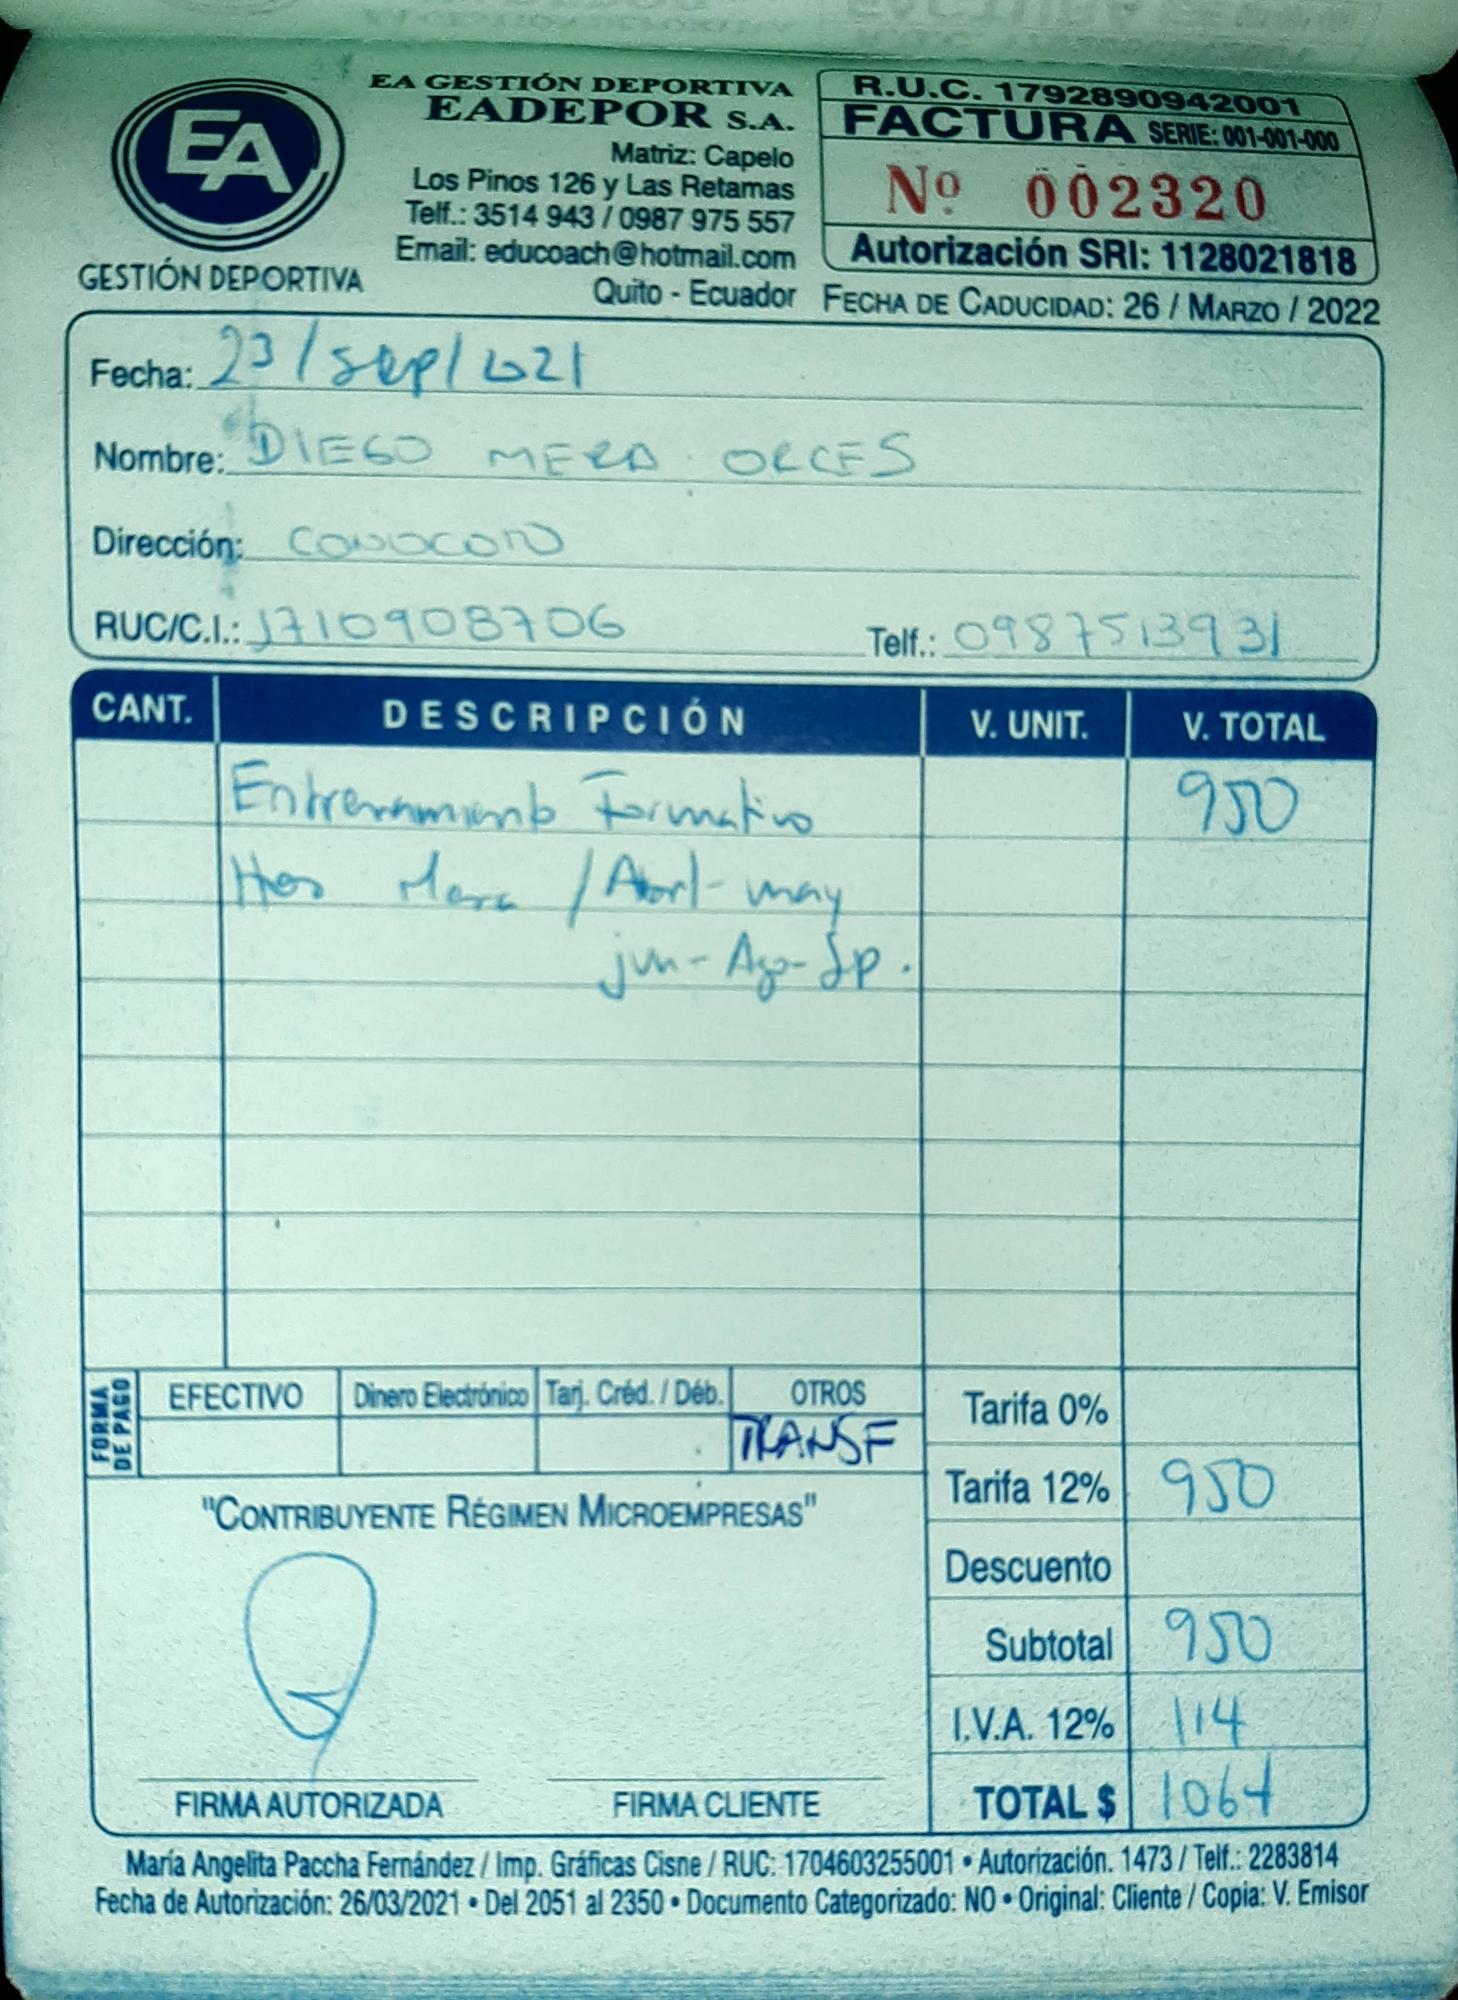 EA GESTIÓN DEPORTIVA
EADEPOR S.A.
Matriz: Capelo
Los Pinos 126 y Las Retamas
Telf.: 3514 943 / 0987 975 557
Email: educoach@hotmail.com
Quito - Ecuador
EA
GESTIÓN DEPORTIVA
R.U.C. 1792890942001
FACTURA SERIE: 001-001-000
Nº 002320
Autorización SRI: 1128021818
FECHA DE CADUCIDAD: 26 / MARZO / 2022
Fecha: 23/sep/2021
Nombre: DIEGO MERA ORCES
Dirección: CONOCOTO
RUC/C.I.: 1710908706 Telf.: 0987513931
CANT. DESCRIPCIÓN V. UNIT. V. TOTAL
Entrenamiento Formativo 950
Hnos Mera / Abril - may
jun - Ago - Sp.
FORMA DE PAGO EFECTIVO Dinero Electrónico Tarj. Créd. / Déb. OTROS
TRANSF
Tarifa 0%
Tarifa 12% 950
Descuento
Subtotal 950
I.V.A. 12% 114
TOTAL $ 1064
"CONTRIBUYENTE RÉGIMEN MICROEMPRESAS"
FIRMA AUTORIZADA FIRMA CLIENTE
María Angelita Paccha Fernández / Imp. Gráficas Cisne / RUC: 1704603255001 • Autorización. 1473 / Telf.: 2283814
Fecha de Autorización: 26/03/2021 • Del 2051 al 2350 • Documento Categorizado: NO • Original: Cliente / Copia: V. Emisor